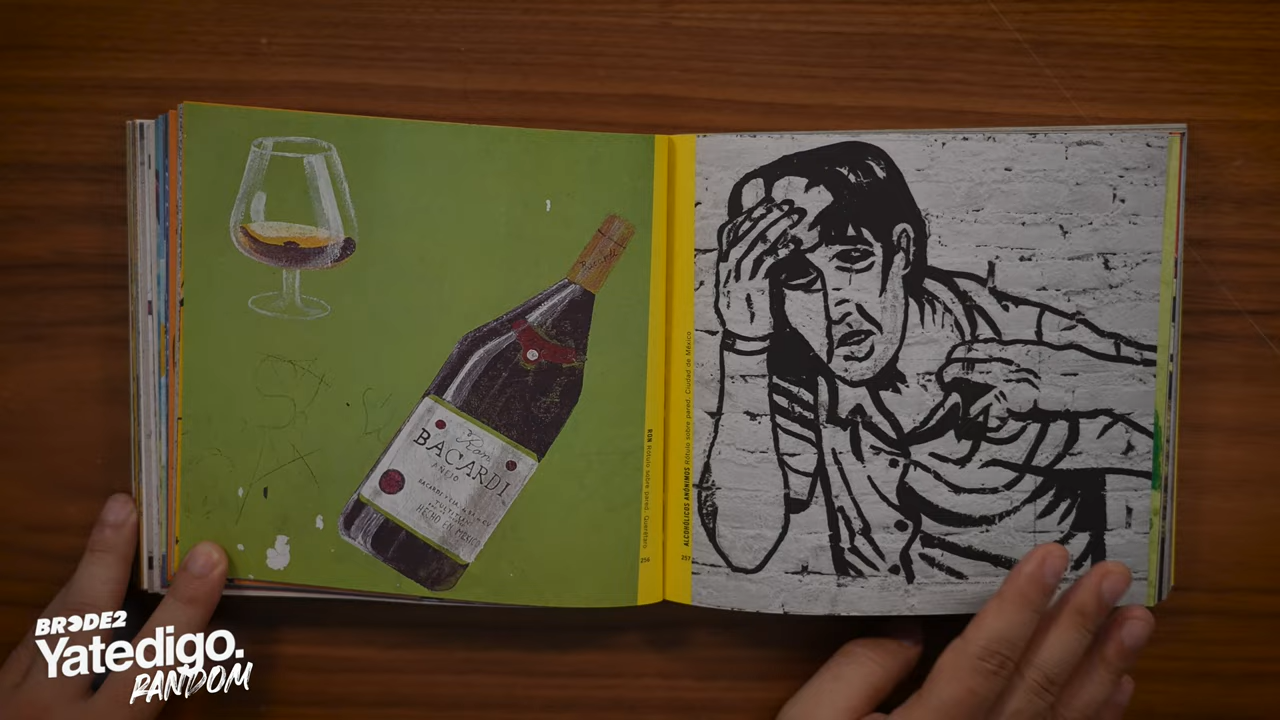 Bacardi
Ron
BACARDI
AÑEJO
HECHO EN MEXICO
RON Rótulo sobre pared. Querétaro
256
ALCOHÓLICOS ANÓNIMOS Rótulo sobre pared. Ciudad de México
257
BRODE2
Yatedigo.
RANDOM